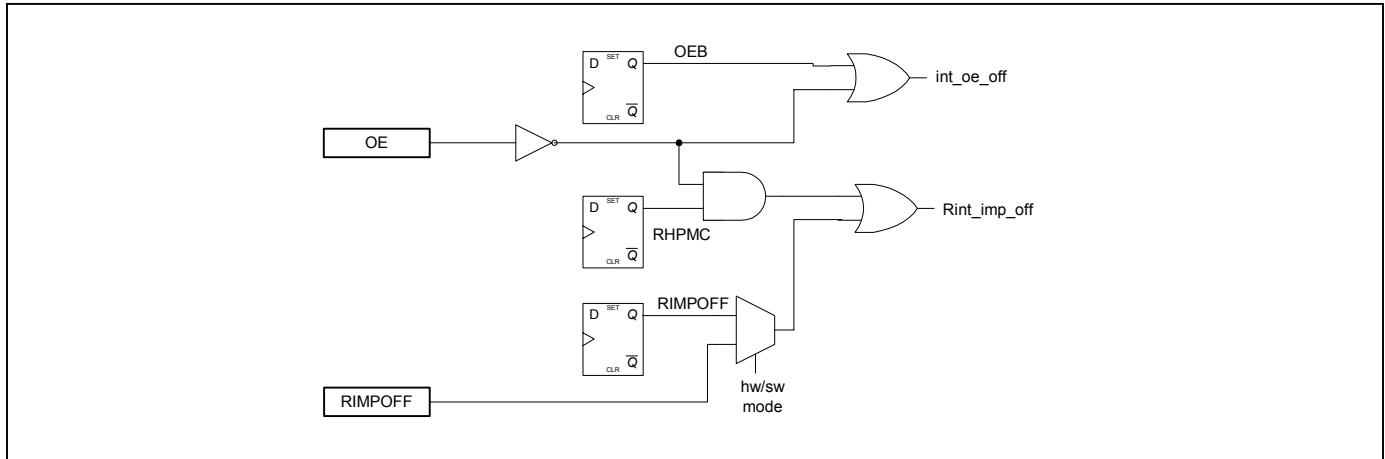 OEB
D SET Q
Q
CLR
int_oe_off
OE
D SET Q
RHPMC
Q
CLR
Rint_imp_off
RIMPOFF
D SET Q
Q
CLR
hw/sw
mode
RIMPOFF